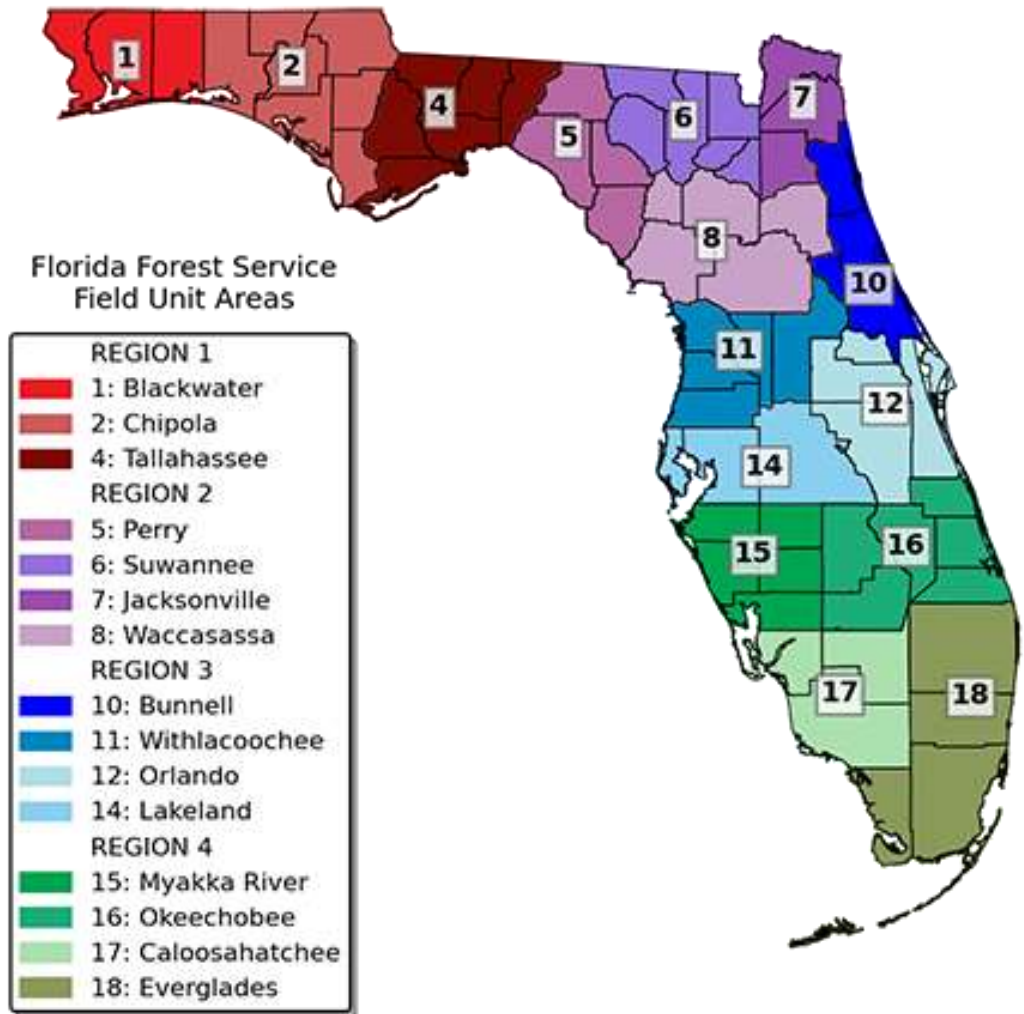 1
2
4
5
6
7
8
10
11
12
14
15
16
17
18
Florida Forest Service
Field Unit Areas
REGION 1
1: Blackwater
2: Chipola
4: Tallahassee
REGION 2
5: Perry
6: Suwannee
7: Jacksonville
8: Waccasassa
REGION 3
10: Bunnell
11: Withlacoochee
12: Orlando
14: Lakeland
REGION 4
15: Myakka River
16: Okeechobee
17: Caloosahatchee
18: Everglades